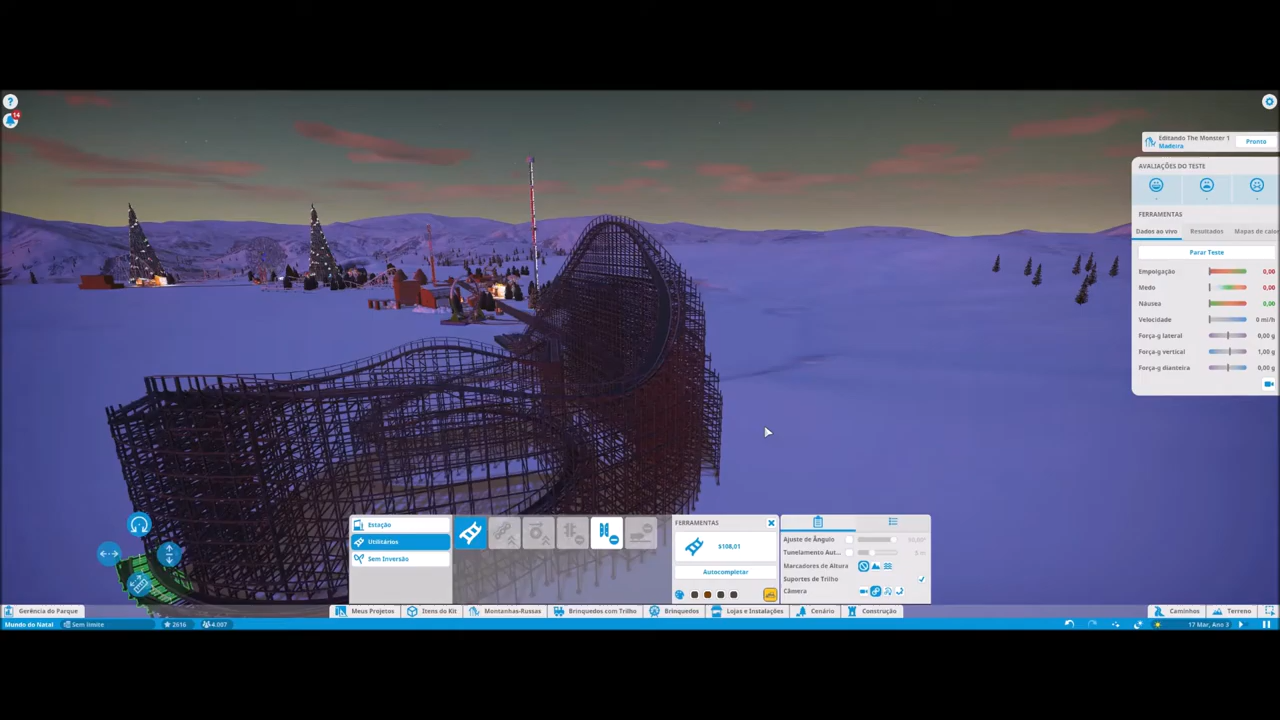 ?
14
Editando The Monster 1
Madeira
Pronto
AVALIAÇÕES DO TESTE
-
-
-
FERRAMENTAS
Dados ao vivo
Resultados
Mapas de calor
Parar Teste
Empolgação 0,00
Medo 0,00
Náusea 0,00
Velocidade 0 mi/h
Força-g lateral 0,00 g
Força-g vertical 1,00 g
Força-g dianteira 0,00 g
Estação
Utilitários
Sem Inversão
FERRAMENTAS
$108,01
Autocompletar
Ajuste de Ângulo
Tunelamento Aut...
Marcadores de Altura
Suportes de Trilho
Câmera
Gerência do Parque
Meus Projetos
Itens do Kit
Montanhas-Russas
Brinquedos com Trilho
Brinquedos
Lojas e Instalações
Cenário
Construção
Caminhos
Terreno
Mundo do Natal
Sem limite
2616
4.097
17 Mar, Ano 3